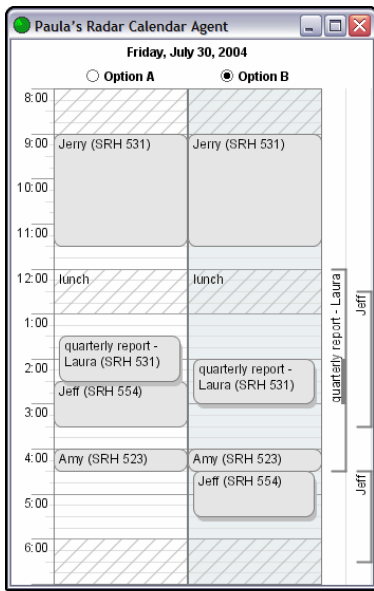 Paula's Radar Calendar Agent
Friday, July 30, 2004
Option A
Option B
8:00
9:00
Jerry (SRH 531)
Jerry (SRH 531)
10:00
11:00
12:00
lunch
lunch
1:00
quarterly report -
Laura (SRH 531)
2:00
quarterly report -
Laura (SRH 531)
Jeff (SRH 554)
3:00
4:00
Amy (SRH 523)
Amy (SRH 523)
Jeff (SRH 554)
5:00
6:00
quarterly report - Laura
Jeff
Jeff